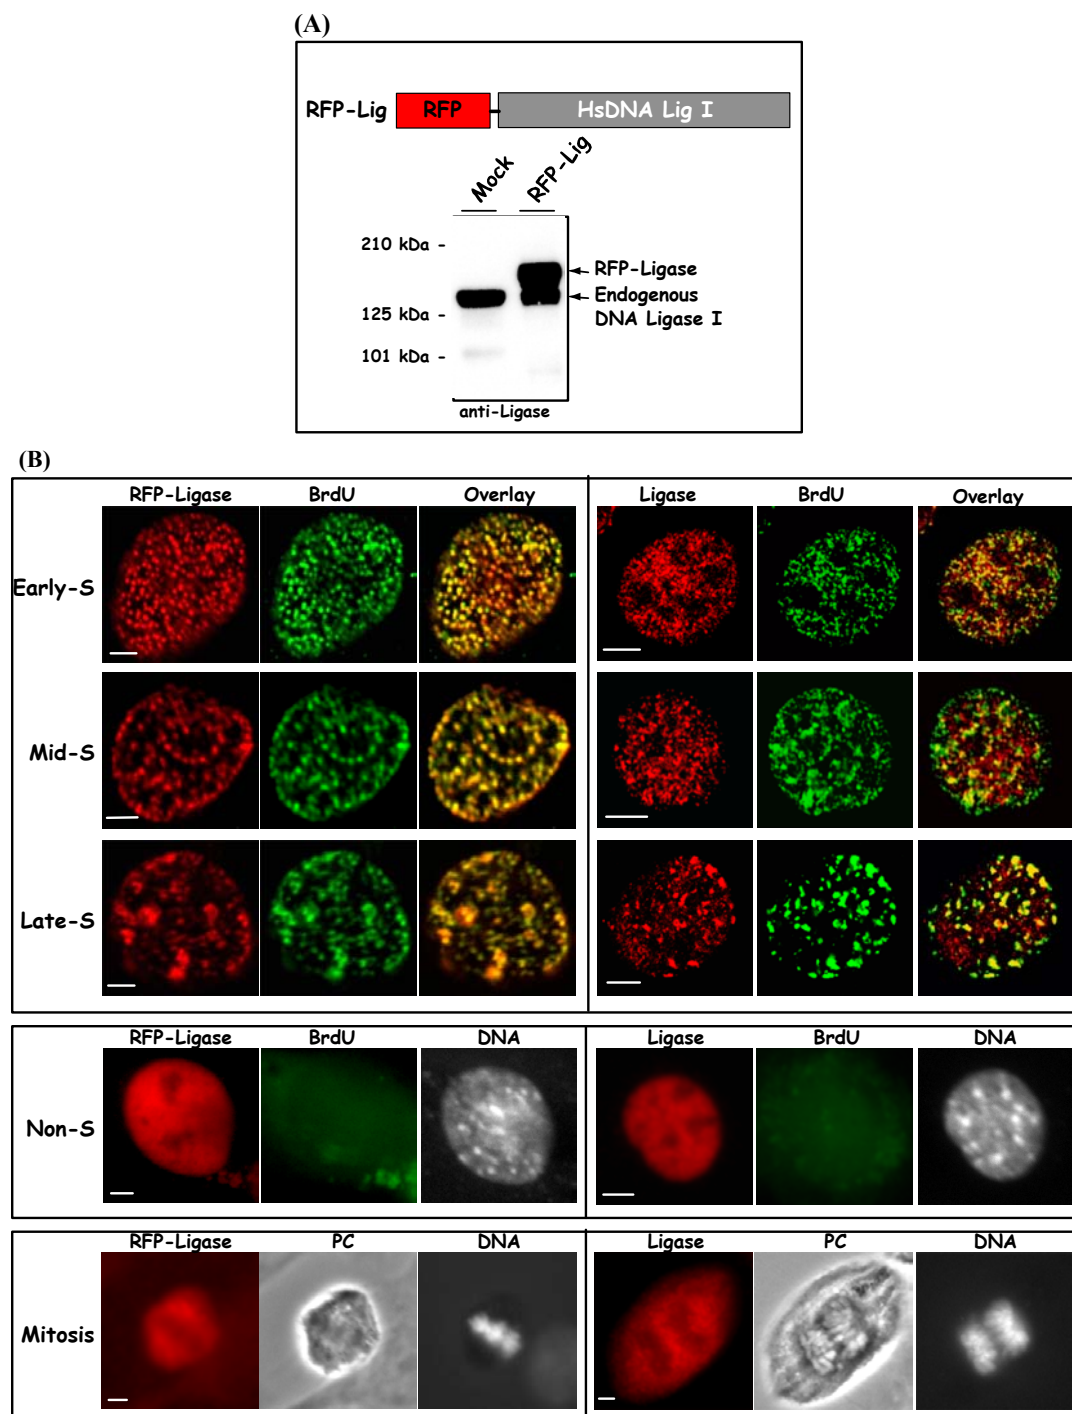 (A)
RFP-Lig RFP HsDNA Lig I
Mock RFP-Lig
210 kDa -
RFP-Ligase
Endogenous
DNA Ligase I
125 kDa -
101 kDa -
anti-Ligase
(B)
RFP-Ligase BrdU Overlay Ligase BrdU Overlay
Early-S
Mid-S
Late-S
RFP-Ligase BrdU DNA Ligase BrdU DNA
Non-S
RFP-Ligase PC DNA Ligase PC DNA
Mitosis